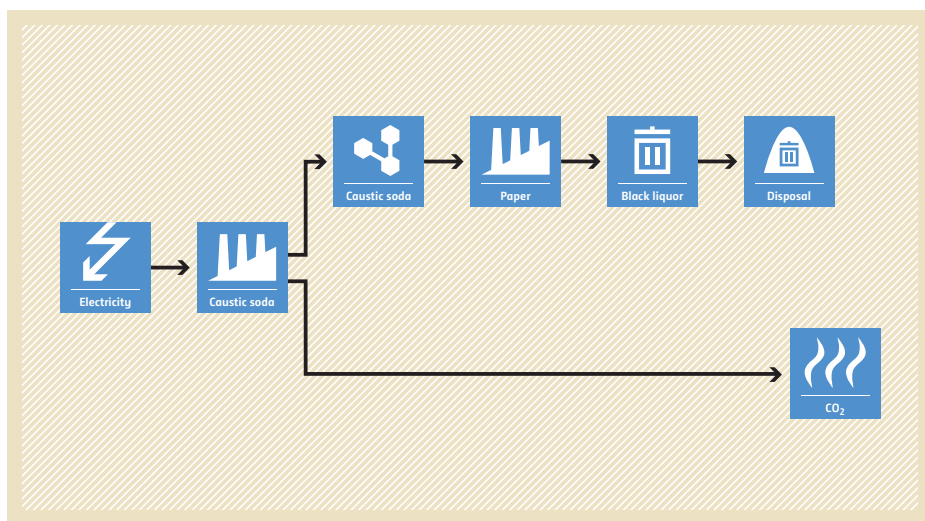 Caustic soda
Paper
Black liquor
Disposal
Electricity
Caustic soda
CO₂